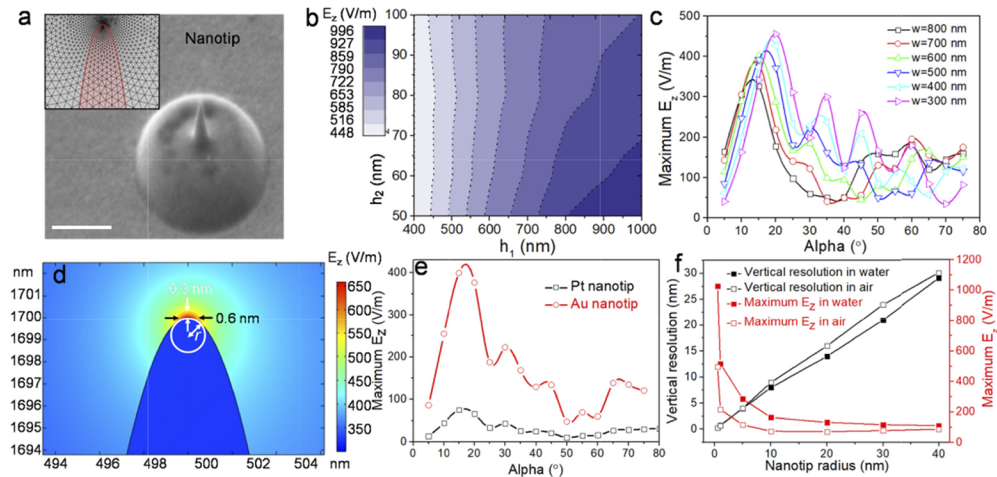 a
Nanotip
b
E_z (V/m)
996
927
859
790
722
653
585
516
448
h_2 (nm)
100
90
80
70
60
50
400 500 600 700 800 900 1000
h_1 (nm)
c
Maximum E_z (V/m)
500
400
300
200
100
0
w=800 nm
w=700 nm
w=600 nm
w=500 nm
w=400 nm
w=300 nm
0 10 20 30 40 50 60 70 80
Alpha (°)
d
nm
1701
1700
1699
1698
1697
1696
1695
1694
0.3 nm
0.6 nm
r
494 496 498 500 502 504
nm
E_z (V/m)
650
600
550
500
450
400
350
e
Maximum E_z (V/m)
400
300
200
100
0
Pt nanotip
Au nanotip
0 10 20 30 40 50 60 70 80
Alpha (°)
f
Vertical resolution (nm)
30
25
20
15
10
5
0
Vertical resolution in water
Vertical resolution in air
Maximum E_z in water
Maximum E_z in air
1200
1000
800
600
400
200
0
Maximum E_z (V/m)
0 10 20 30 40
Nanotip radius (nm)